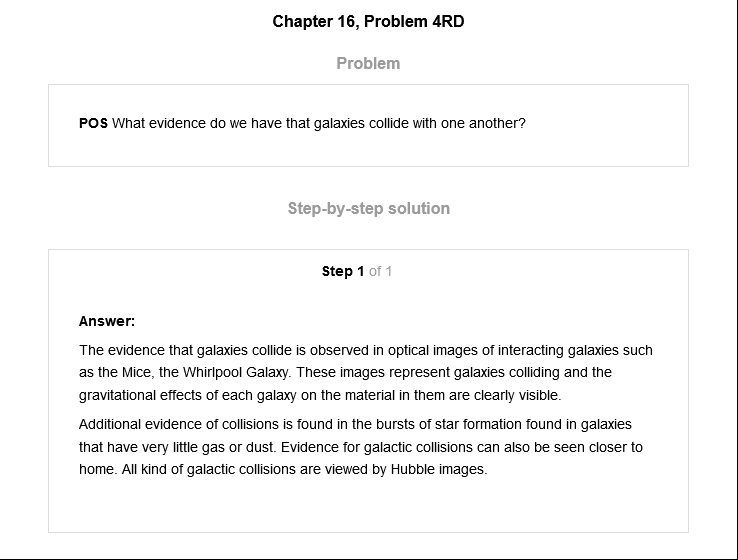 Chapter 16, Problem 4RD
Problem
POS What evidence do we have that galaxies collide with one another?
Step-by-step solution
Step 1 of 1
Answer:
The evidence that galaxies collide is observed in optical images of interacting galaxies such
as the Mice, the Whirlpool Galaxy. These images represent galaxies colliding and the
gravitational effects of each galaxy on the material in them are clearly visible.
Additional evidence of collisions is found in the bursts of star formation found in galaxies
that have very little gas or dust. Evidence for galactic collisions can also be seen closer to
home. All kind of galactic collisions are viewed by Hubble images.